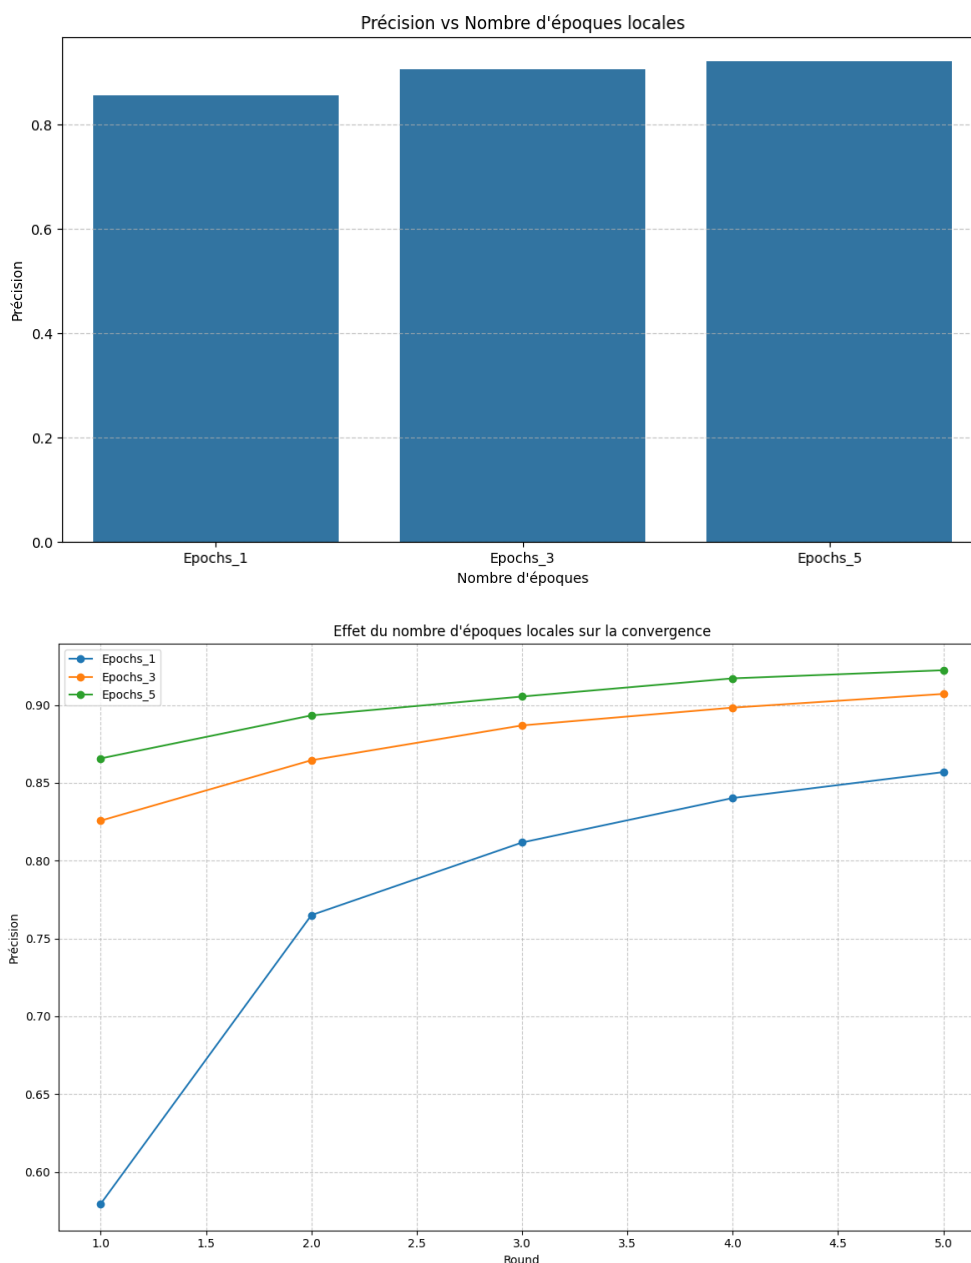 Précision vs Nombre d'époques locales
0.8
0.6
0.4
0.2
0.0
Précision
Epochs_1 Epochs_3 Epochs_5
Nombre d'époques
Effet du nombre d'époques locales sur la convergence
Epochs_1
Epochs_3
Epochs_5
0.90
0.85
0.80
0.75
0.70
0.65
0.60
Précision
1.0 1.5 2.0 2.5 3.0 3.5 4.0 4.5 5.0
Round